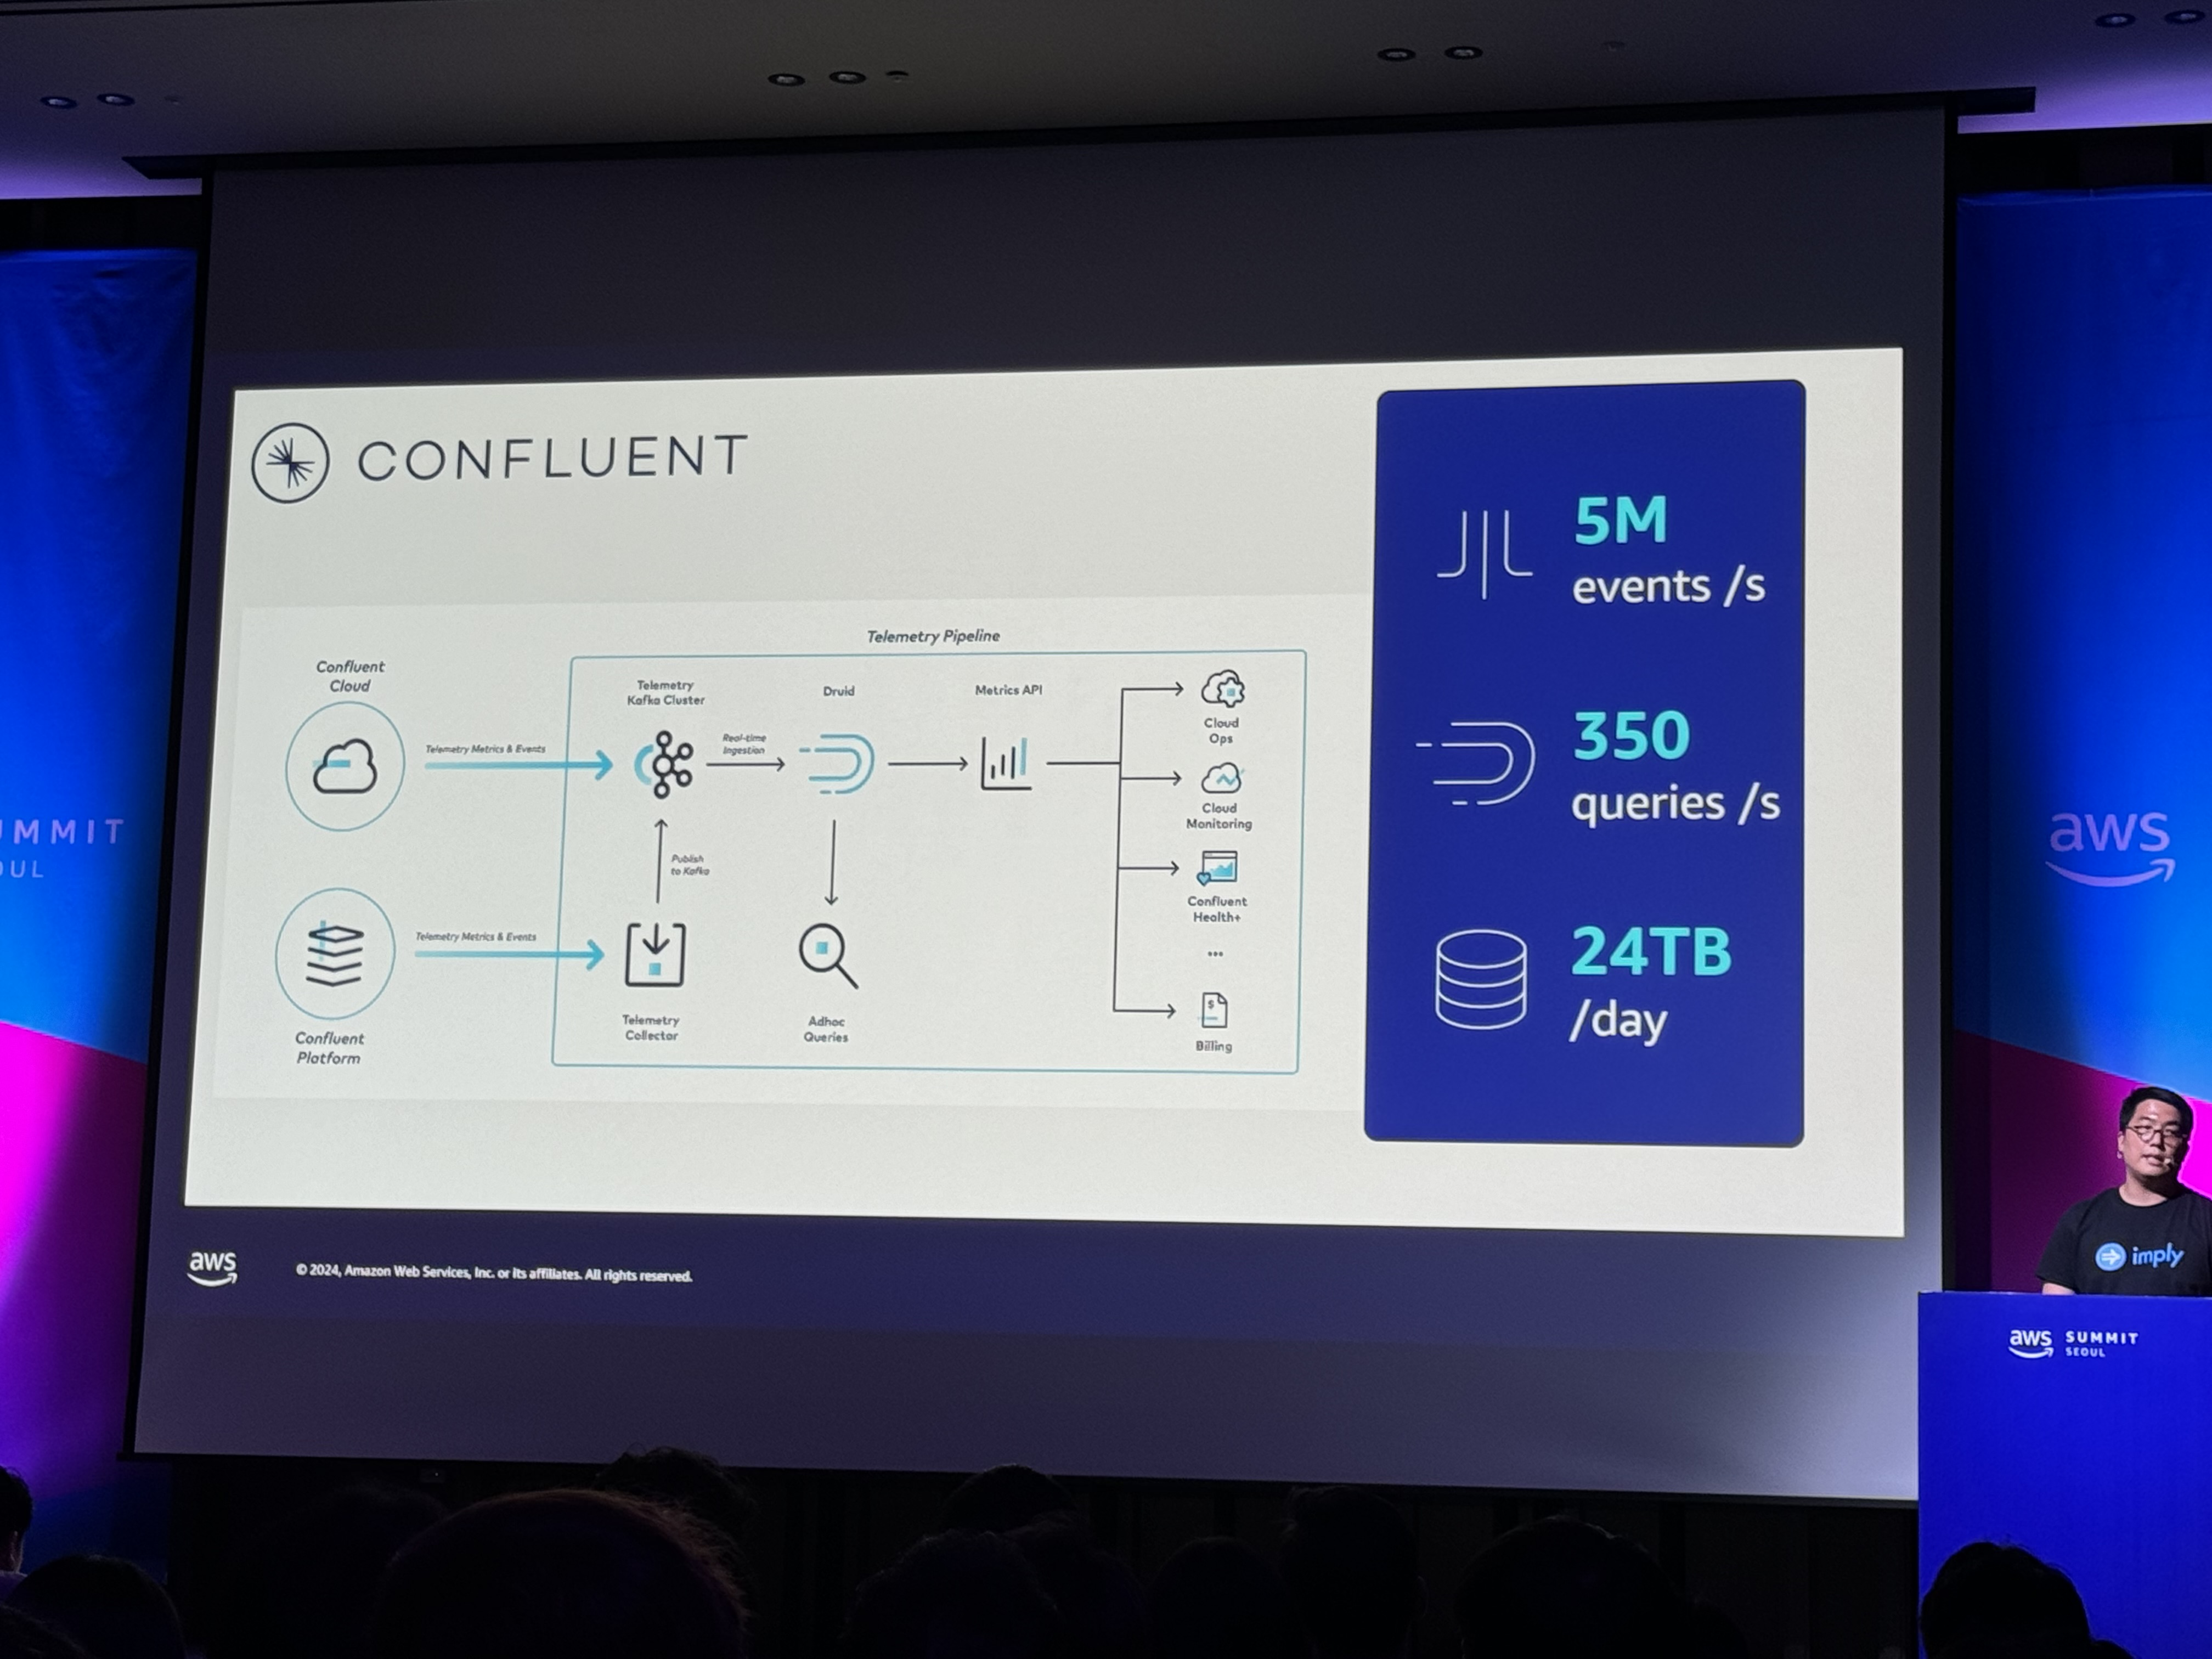 CONFLUENT
Telemetry Pipeline
Confluent
Cloud
Telemetry Metrics & Events
Telemetry
Kafka Cluster
Real-time
Ingestion
Druid
Metrics API
Cloud
Ops
Cloud
Monitoring
Confluent
Health+
...
Billing
Publish
to Kafka
Telemetry Metrics & Events
Confluent
Platform
Telemetry
Collector
Adhoc
Queries
5M
events /s
350
queries /s
24TB
/day
aws
© 2024, Amazon Web Services, Inc. or its affiliates. All rights reserved.
UMMIT
OUL
aws
imply
aws SUMMIT
SEOUL